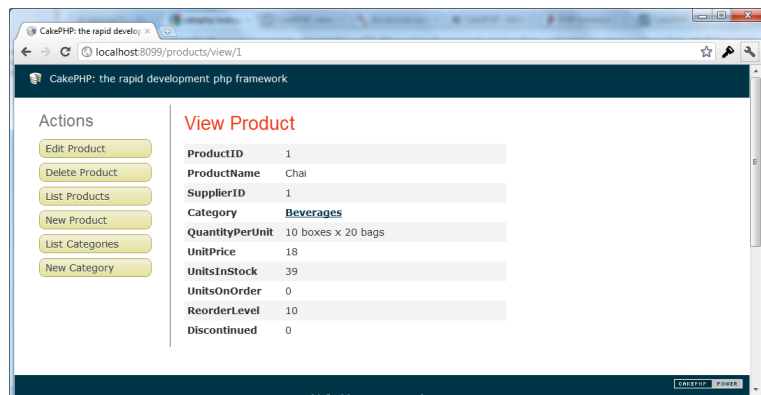 CakePHP: the rapid develop
localhost:8099/products/view/1
CakePHP: the rapid development php framework
Actions
Edit Product
Delete Product
List Products
New Product
List Categories
New Category
View Product
ProductID 1
ProductName Chai
SupplierID 1
Category Beverages
QuantityPerUnit 10 boxes x 20 bags
UnitPrice 18
UnitsInStock 39
UnitsOnOrder 0
ReorderLevel 10
Discontinued 0
CAKEPHP POWER